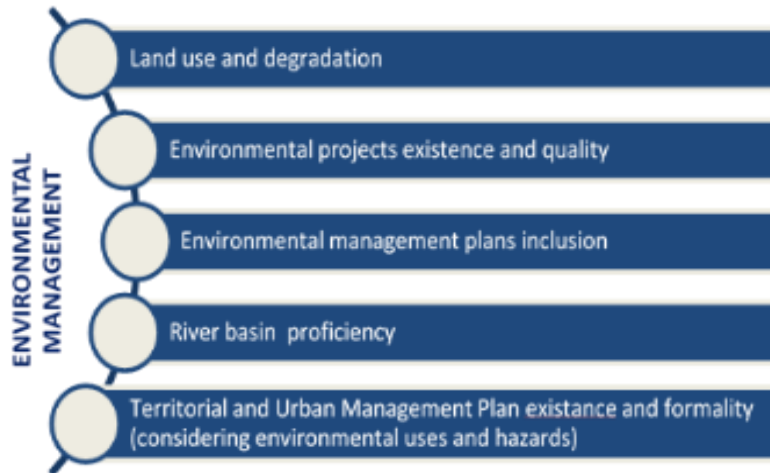 ENVIRONMENTAL
MANAGEMENT
Land use and degradation
Environmental projects existence and quality
Environmental management plans inclusion
River basin proficiency
Territorial and Urban Management Plan existance and formality
(considering environmental uses and hazards)